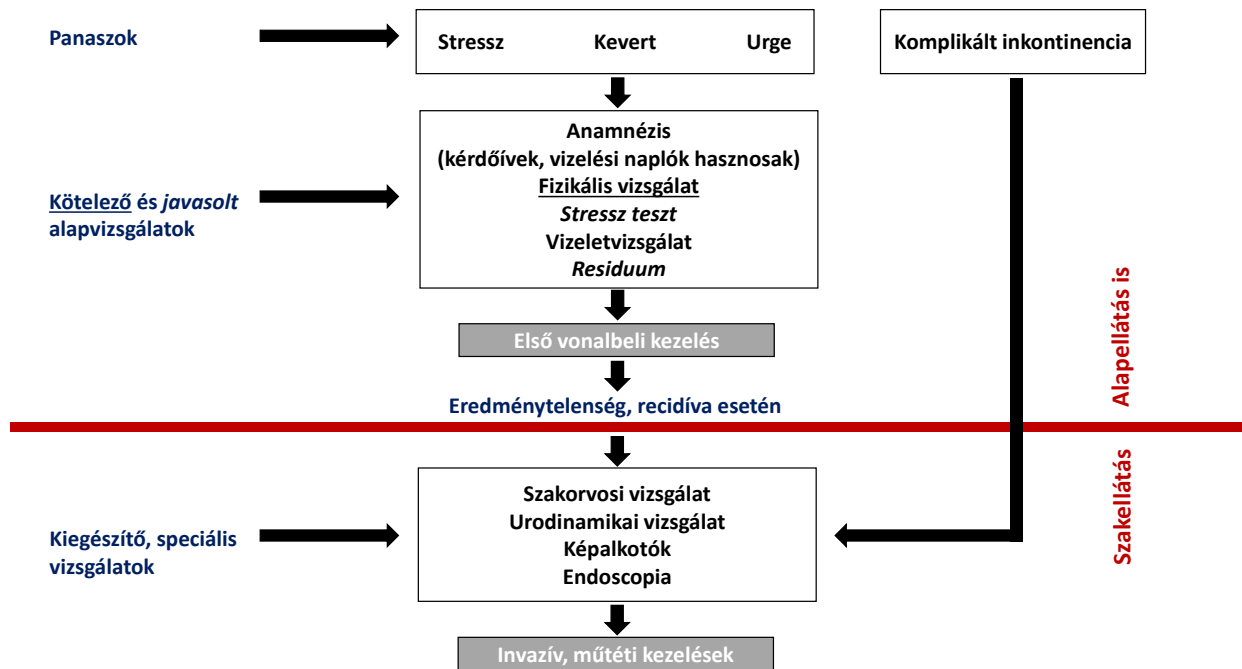 Panaszok
Stressz Kevert Urge
Komplikált inkontinencia
Anamnézis
(kérdőívek, vizelési naplók hasznosak)
Fizikális vizsgálat
Stressz teszt
Vizeletvizsgálat
Residuum
Kötelező és javasolt
alapvizsgálatok
Első vonalbeli kezelés
Eredménytelenség, recidíva esetén
Alapellátás is
Szakellátás
Szakorvosi vizsgálat
Urodinamikai vizsgálat
Képalkotók
Endoscopia
Kiegészítő, speciális
vizsgálatok
Invazív, műtéti kezelések